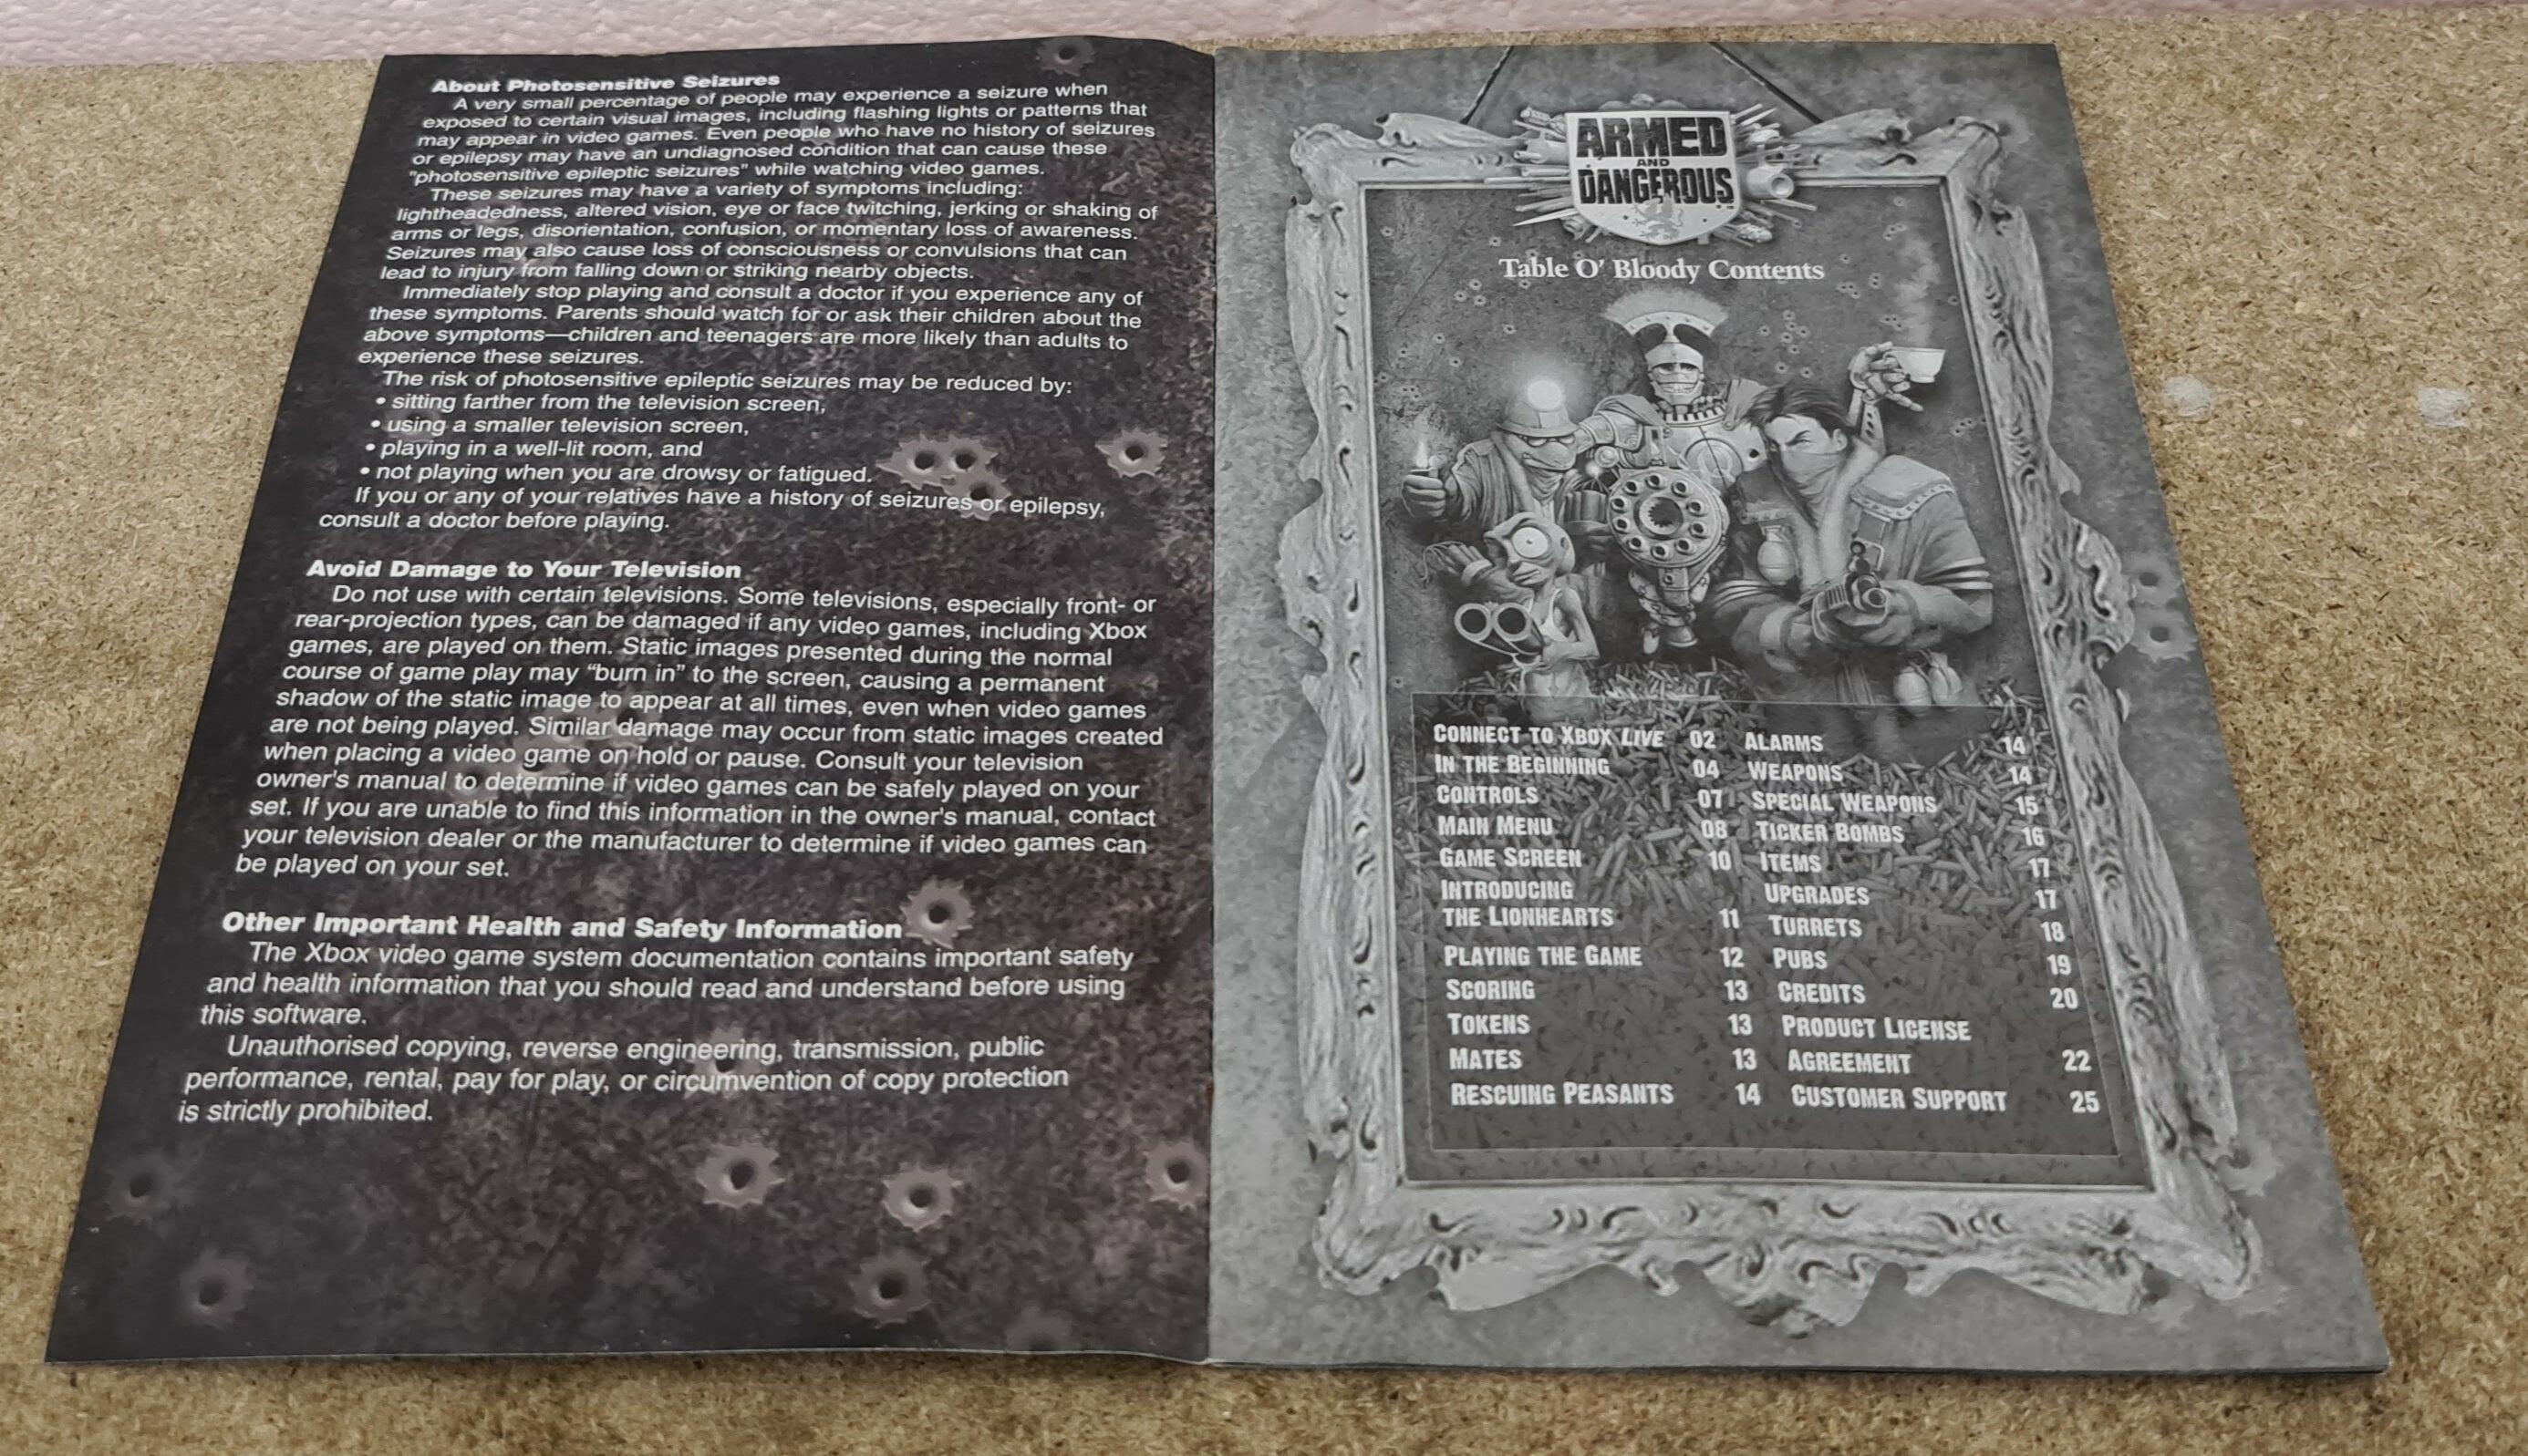 About Photosensitive Seizures
A very small percentage of people may experience a seizure when
exposed to certain visual images, including flashing lights or patterns that
may appear in video games. Even people who have no history of seizures
or epilepsy may have an undiagnosed condition that can cause these
"photosensitive epileptic seizures" while watching video games.
These seizures may have a variety of symptoms including:
lightheadedness, altered vision, eye or face twitching, jerking or shaking of
arms or legs, disorientation, confusion, or momentary loss of awareness.
Seizures may also cause loss of consciousness or convulsions that can
lead to injury from falling down or striking nearby objects.
Immediately stop playing and consult a doctor if you experience any of
these symptoms. Parents should watch for or ask their children about the
above symptoms—children and teenagers are more likely than adults to
experience these seizures.
The risk of photosensitive epileptic seizures may be reduced by:
• sitting farther from the television screen,
• using a smaller television screen,
• playing in a well-lit room, and
• not playing when you are drowsy or fatigued.
If you or any of your relatives have a history of seizures or epilepsy,
consult a doctor before playing.
Avoid Damage to Your Television
Do not use with certain televisions. Some televisions, especially front- or
rear-projection types, can be damaged if any video games, including Xbox
games, are played on them. Static images presented during the normal
course of game play may “burn in” to the screen, causing a permanent
shadow of the static image to appear at all times, even when video games
are not being played. Similar damage may occur from static images created
when placing a video game on hold or pause. Consult your television
owner's manual to determine if video games can be safely played on your
set. If you are unable to find this information in the owner's manual, contact
your television dealer or the manufacturer to determine if video games can
be played on your set.
Other Important Health and Safety Information
The Xbox video game system documentation contains important safety
and health information that you should read and understand before using
this software.
Unauthorised copying, reverse engineering, transmission, public
performance, rental, pay for play, or circumvention of copy protection
is strictly prohibited.
ARMED
AND
DANGEROUS
Table O' Bloody Contents
CONNECT TO XBOX LIVE 02
IN THE BEGINNING 04
CONTROLS 07
MAIN MENU 08
GAME SCREEN 10
INTRODUCING
THE LIONHEARTS 11
PLAYING THE GAME 12
SCORING 13
TOKENS 13
MATES 13
RESCUING PEASANTS 14
ALARMS 14
WEAPONS 14
SPECIAL WEAPONS 15
TICKER BOMBS 16
ITEMS 17
UPGRADES 17
TURRETS 18
PUBS 19
CREDITS 20
PRODUCT LICENSE
AGREEMENT 22
CUSTOMER SUPPORT 25